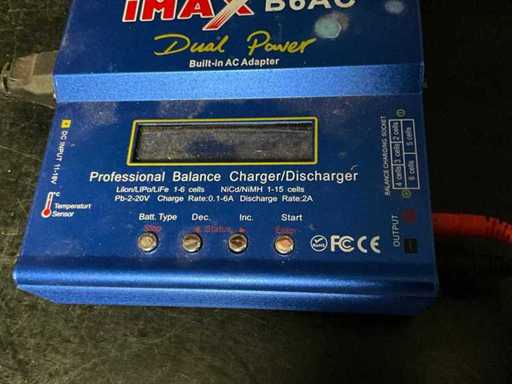 iMAX B6AC
Dual Power
Built-in AC Adapter
DC INPUT 11-18V
Professional Balance Charger/Discharger
LiIon/LiPo/LiFe 1-6 cells NiCd/NiMH 1-15 cells
Pb-2-20V Charge Rate:0.1-6A Discharge Rate:2A
Temperature
Sensor
Batt. Type Dec. Inc. Start
Stop ◄ Status ► Enter
RoHS FC CE
BALANCE CHARGING SOCKET
2 cells
3 cells
4 cells
5 cells
6 cells
OUTPUT